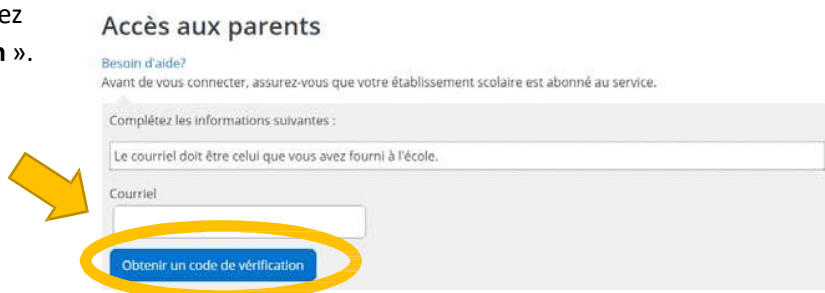 ez
n ».
Accès aux parents
Besoin d'aide?
Avant de vous connecter, assurez-vous que votre établissement scolaire est abonné au service.
Complétez les informations suivantes :
Le courriel doit être celui que vous avez fourni à l'école.
Courriel
Obtenir un code de vérification